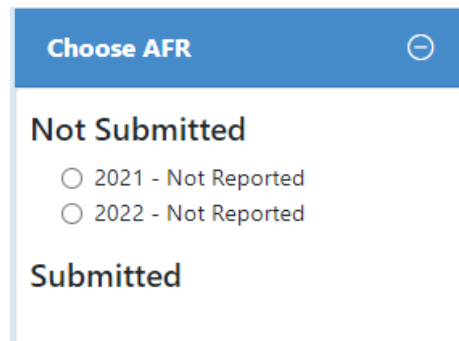 Choose AFR
Not Submitted
2021 - Not Reported
2022 - Not Reported
Submitted